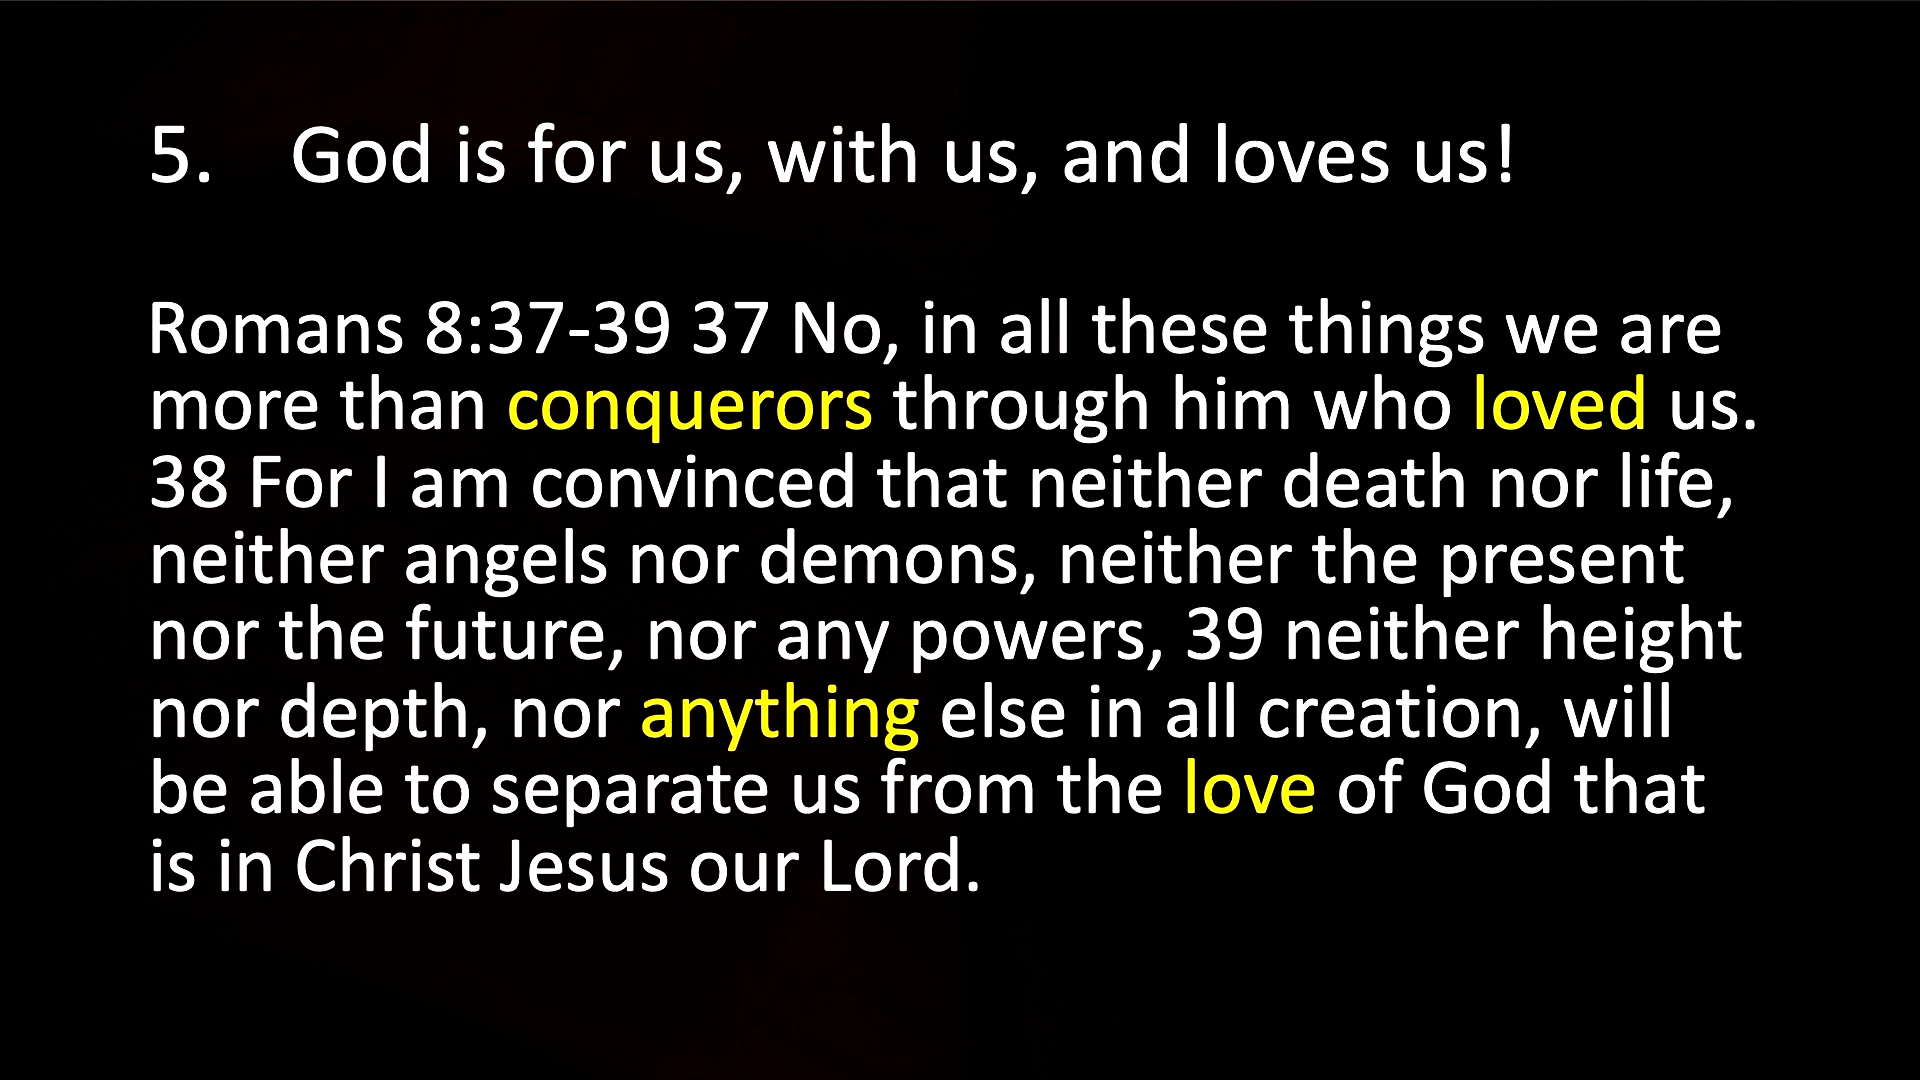 5. God is for us, with us, and loves us!
Romans 8:37-39 37 No, in all these things we are
more than conquerors through him who loved us.
38 For I am convinced that neither death nor life,
neither angels nor demons, neither the present
nor the future, nor any powers, 39 neither height
nor depth, nor anything else in all creation, will
be able to separate us from the love of God that
is in Christ Jesus our Lord.